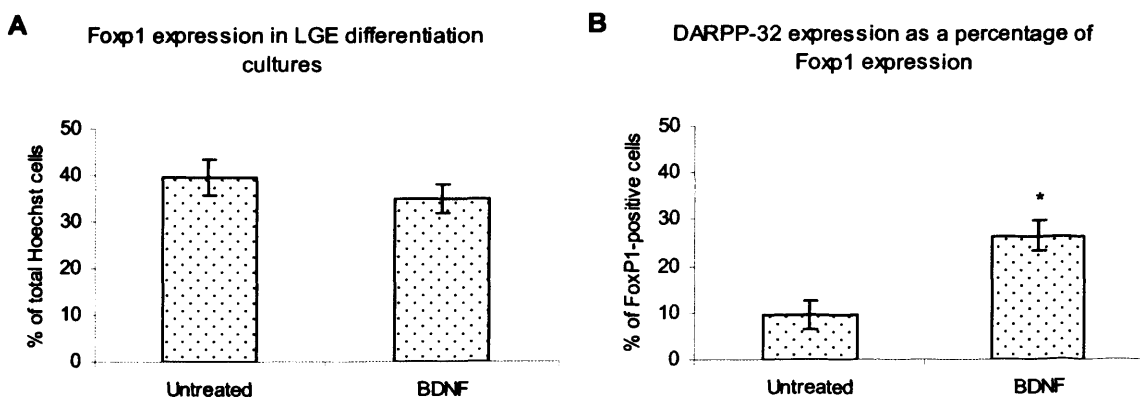 A
Foxp1 expression in LGE differentiation
cultures
% of total Hoechst cells
50
40
30
20
10
0
Untreated
BDNF
B
DARPP-32 expression as a percentage of
Foxp1 expression
% of FoxP1-positive cells
50
40
30
20
10
0
*
Untreated
BDNF